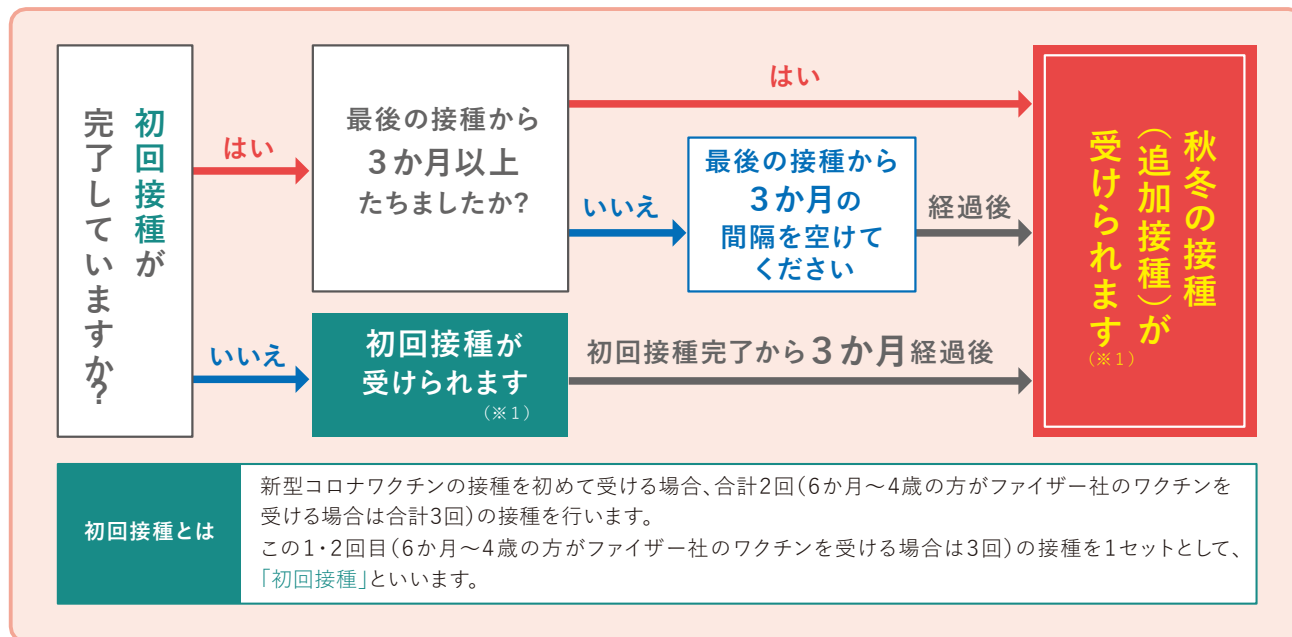 初回接種が
完了していますか?
はい
いいえ
最後の接種から
3か月以上
たちましたか?
はい
いいえ
最後の接種から
3か月の
間隔を空けて
ください
経過後
初回接種が
受けられます
(※1)
初回接種完了から3か月経過後
秋冬の接種
(追加接種)が
受けられます
(※1)
初回接種とは
新型コロナワクチンの接種を初めて受ける場合、合計2回(6か月～4歳の方がファイザー社のワクチンを
受ける場合は合計3回)の接種を行います。
この1・2回目(6か月～4歳の方がファイザー社のワクチンを受ける場合は3回)の接種を1セットとして、
「初回接種」といいます。